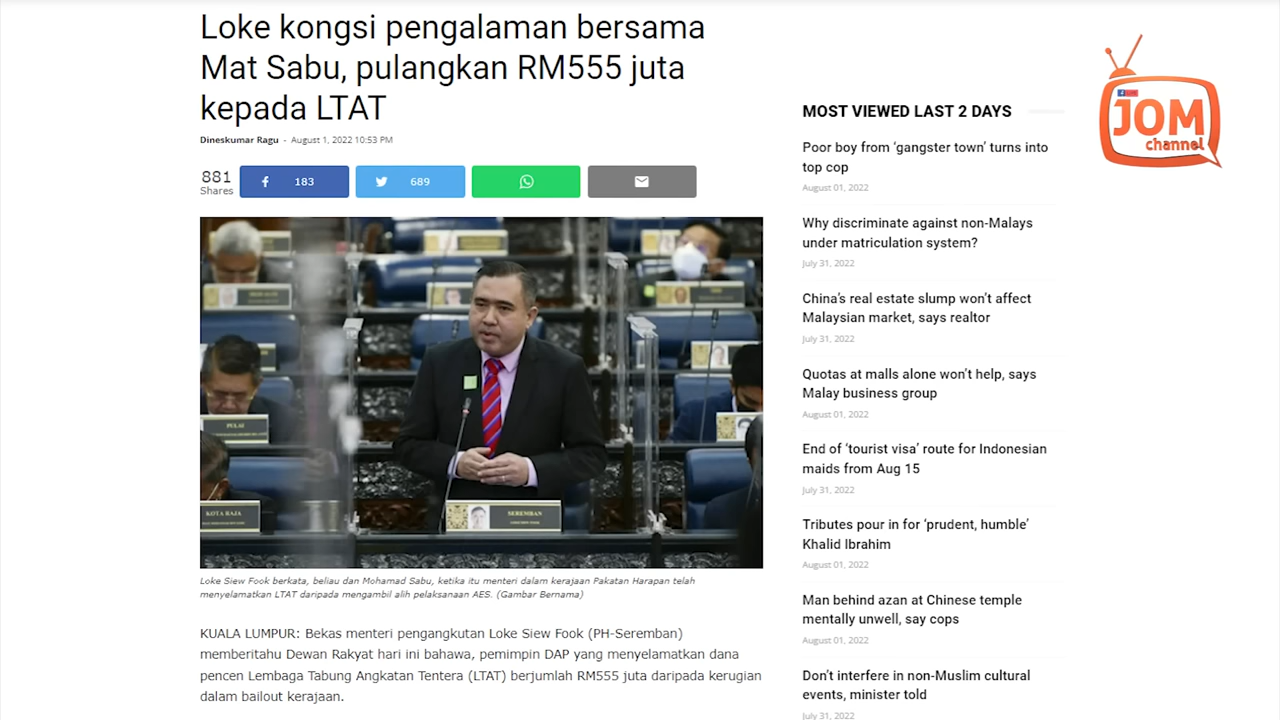 Loke kongsi pengalaman bersama
Mat Sabu, pulangkan RM555 juta
kepada LTAT
Dineskumar Ragu - August 1, 2022 10:53 PM
881
Shares
183
689
PULAI
KOTA RAJA
SEREMBAN
Loke Siew Fook berkata, beliau dan Mohamad Sabu, ketika itu menteri dalam kerajaan Pakatan Harapan telah
menyelamatkan LTAT daripada mengambil alih pelaksanaan AES. (Gambar Bernama)
KUALA LUMPUR: Bekas menteri pengangkutan Loke Siew Fook (PH-Seremban)
memberitahu Dewan Rakyat hari ini bahawa, pemimpin DAP yang menyelamatkan dana
pencen Lembaga Tabung Angkatan Tentera (LTAT) berjumlah RM555 juta daripada kerugian
dalam bailout kerajaan.
MOST VIEWED LAST 2 DAYS
Poor boy from ‘gangster town’ turns into
top cop
August 01, 2022
Why discriminate against non-Malays
under matriculation system?
July 31, 2022
China’s real estate slump won’t affect
Malaysian market, says realtor
July 31, 2022
Quotas at malls alone won’t help, says
Malay business group
August 01, 2022
End of ‘tourist visa’ route for Indonesian
maids from Aug 15
July 31, 2022
Tributes pour in for ‘prudent, humble’
Khalid Ibrahim
August 01, 2022
Man behind azan at Chinese temple
mentally unwell, say cops
August 01, 2022
Don’t interfere in non-Muslim cultural
events, minister told
July 31, 2022
JOM
channel